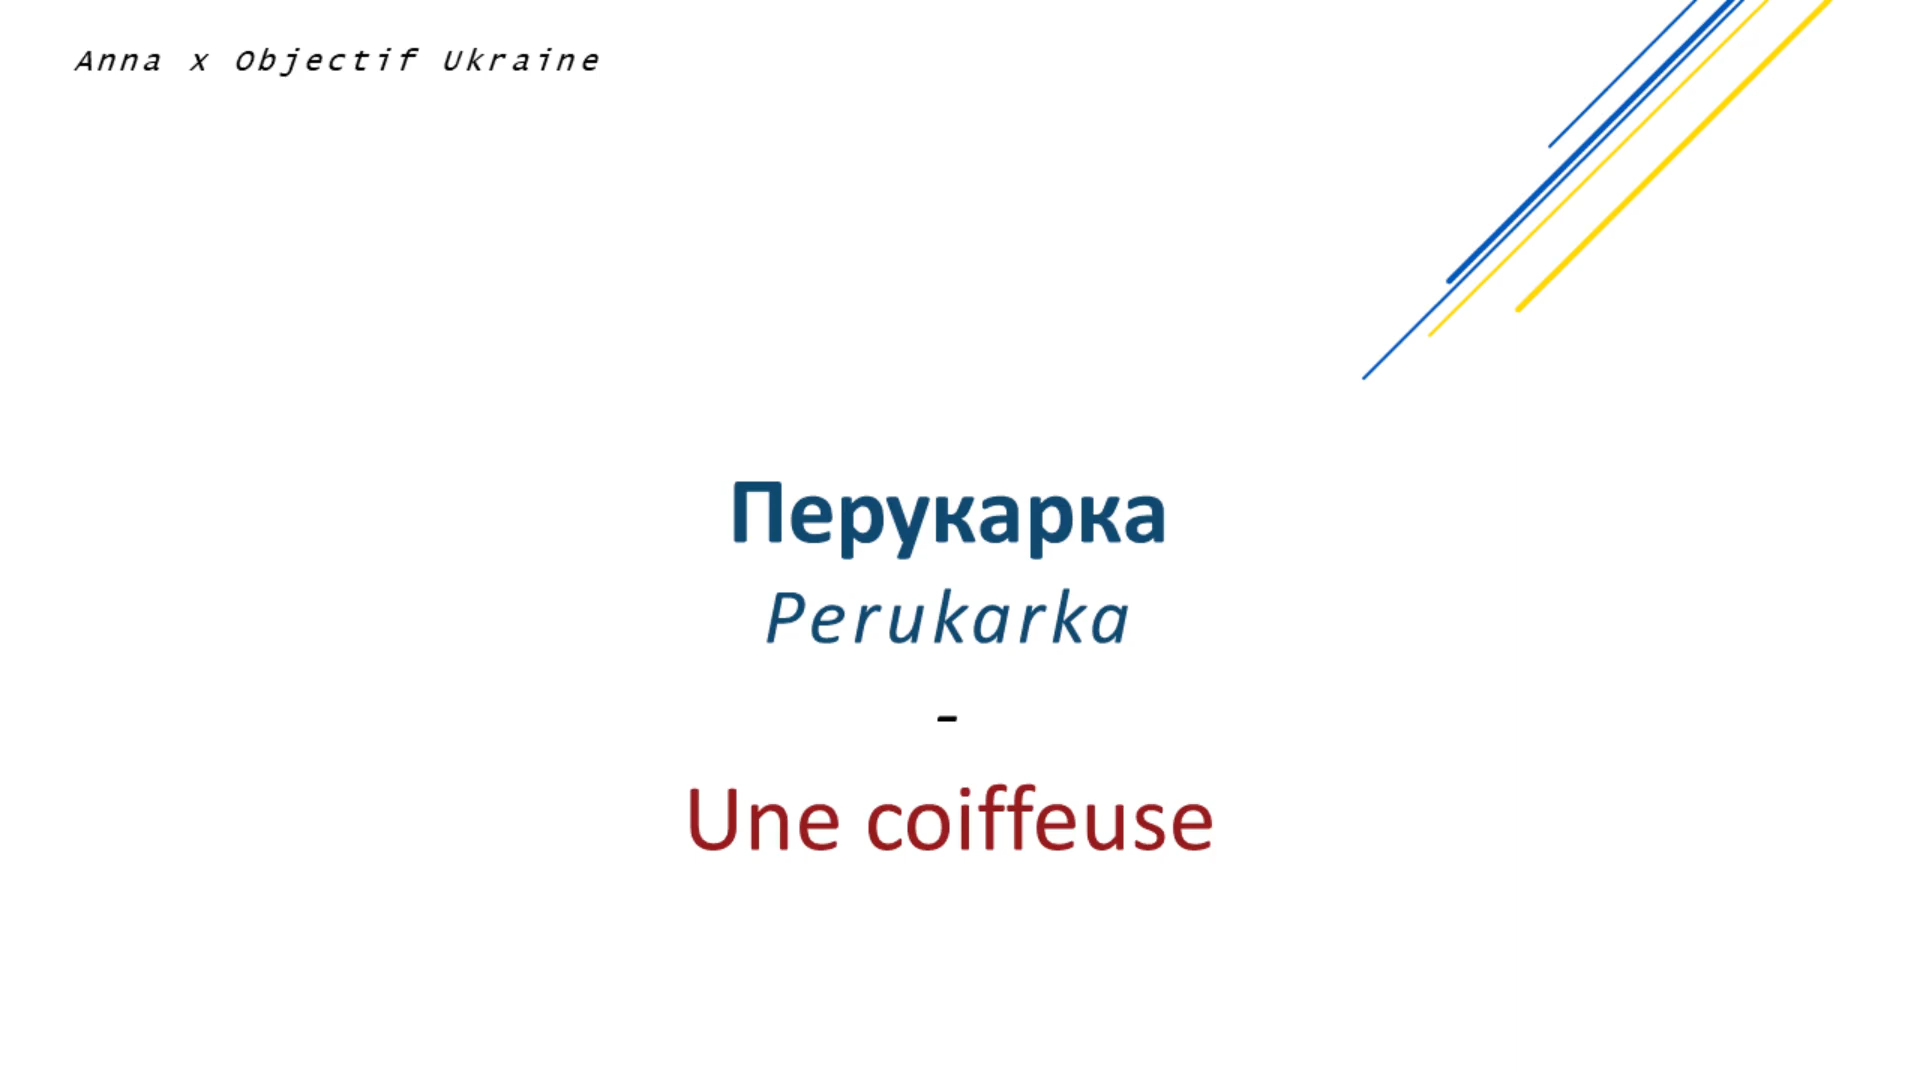 Anna x Objectif Ukraine
Перукарка
Perukarka
-
Une coiffeuse